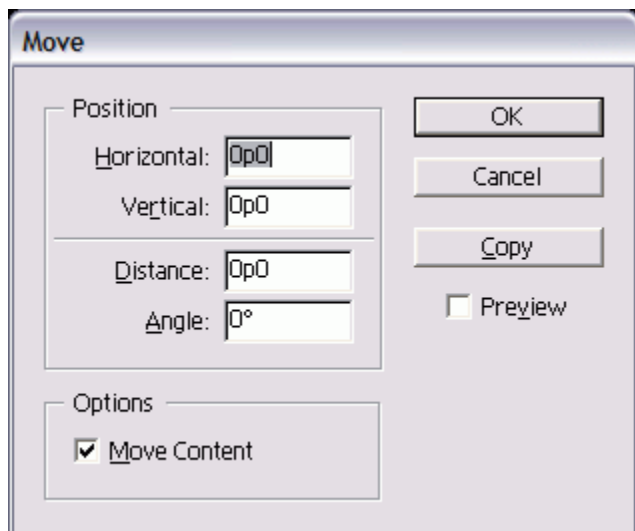 Move
Position
Horizontal: 0p0
Vertical: 0p0
Distance: 0p0
Angle: 0°
OK
Cancel
Copy
Preview
Options
Move Content